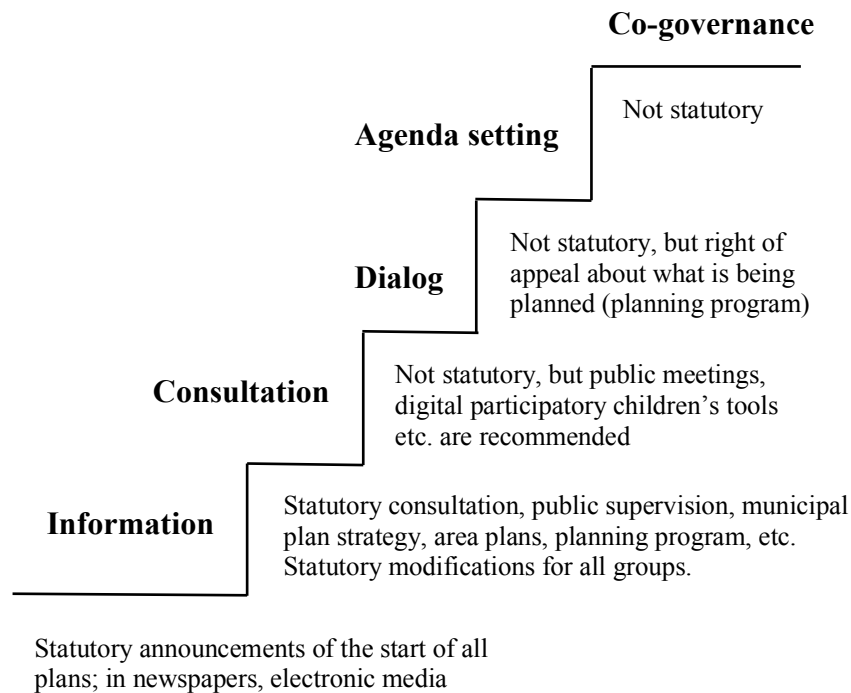 Co-governance
Not statutory
Agenda setting
Not statutory, but right of
appeal about what is being
planned (planning program)
Dialog
Not statutory, but public meetings,
digital participatory children's tools
etc. are recommended
Consultation
Statutory consultation, public supervision, municipal
plan strategy, area plans, planning program, etc.
Statutory modifications for all groups.
Information
Statutory announcements of the start of all
plans; in newspapers, electronic media